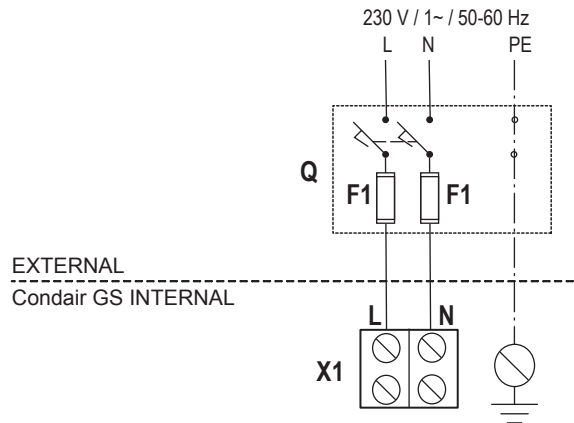 230 V / 1~ / 50-60 Hz
L N PE
Q
F1 F1
EXTERNAL
Condair GS INTERNAL
L N
X1